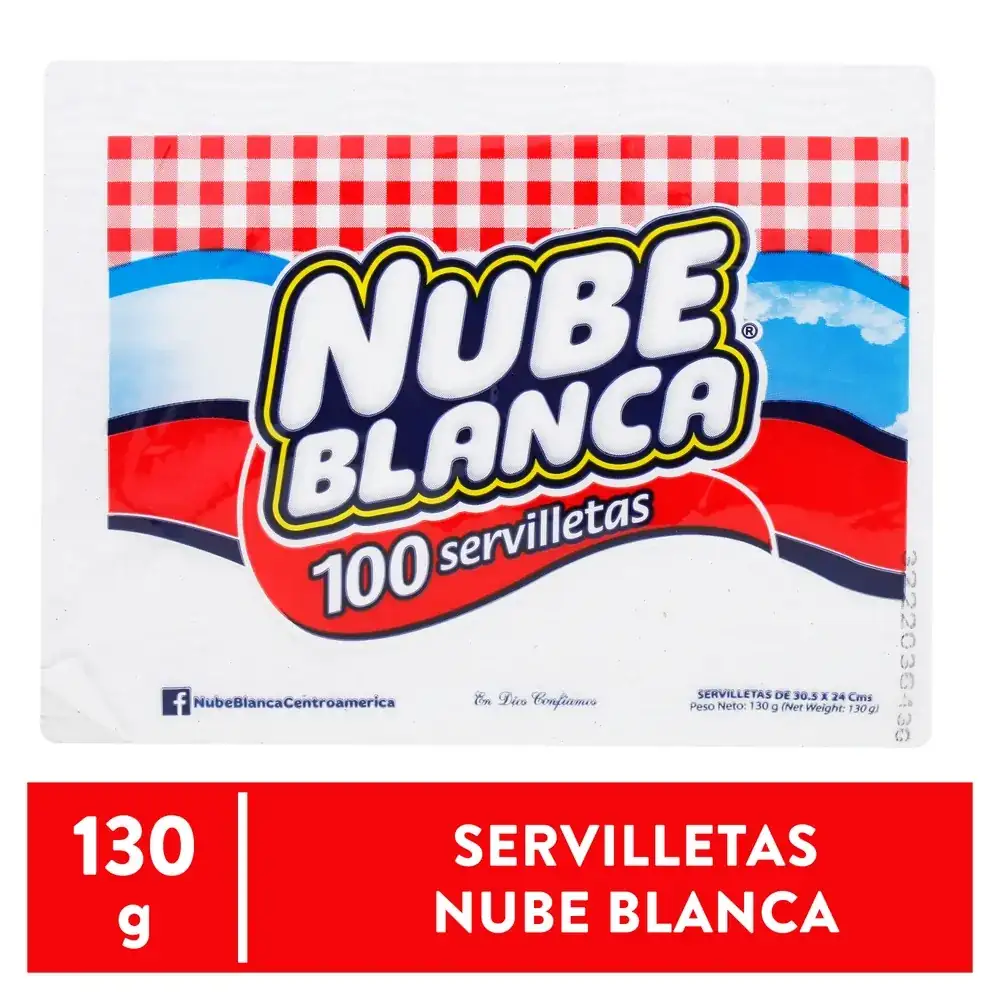 NUBE
BLANCA®
100 servilletas
NubeBlancaCentroamerica
En Dios Confiamos
SERVILLETAS DE 30.5 X 24 Cms
Peso Neto: 130 g (Net Weight: 130 g)
130
g
SERVILLETAS
NUBE BLANCA